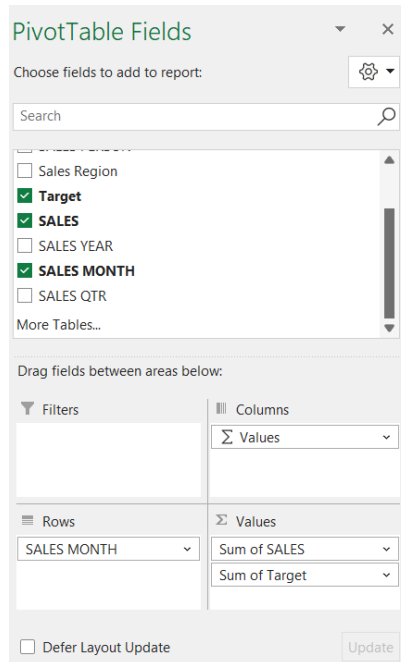 PivotTable Fields
Choose fields to add to report:
Search
Sales Region
Target
SALES
SALES YEAR
SALES MONTH
SALES QTR
More Tables...
Drag fields between areas below:
Filters
Columns
Σ Values
Rows
Σ Values
SALES MONTH
Sum of SALES
Sum of Target
Defer Layout Update
Update